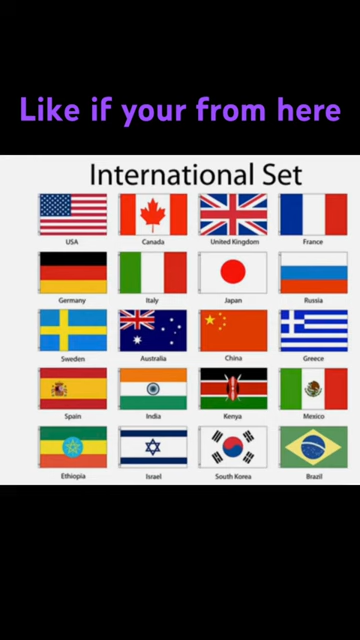 Like if your from here
International Set
USA Canada United Kingdom France
Germany Italy Japan Russia
Sweden Australia China Greece
Spain India Kenya Mexico
Ethiopia Israel South Korea Brazil